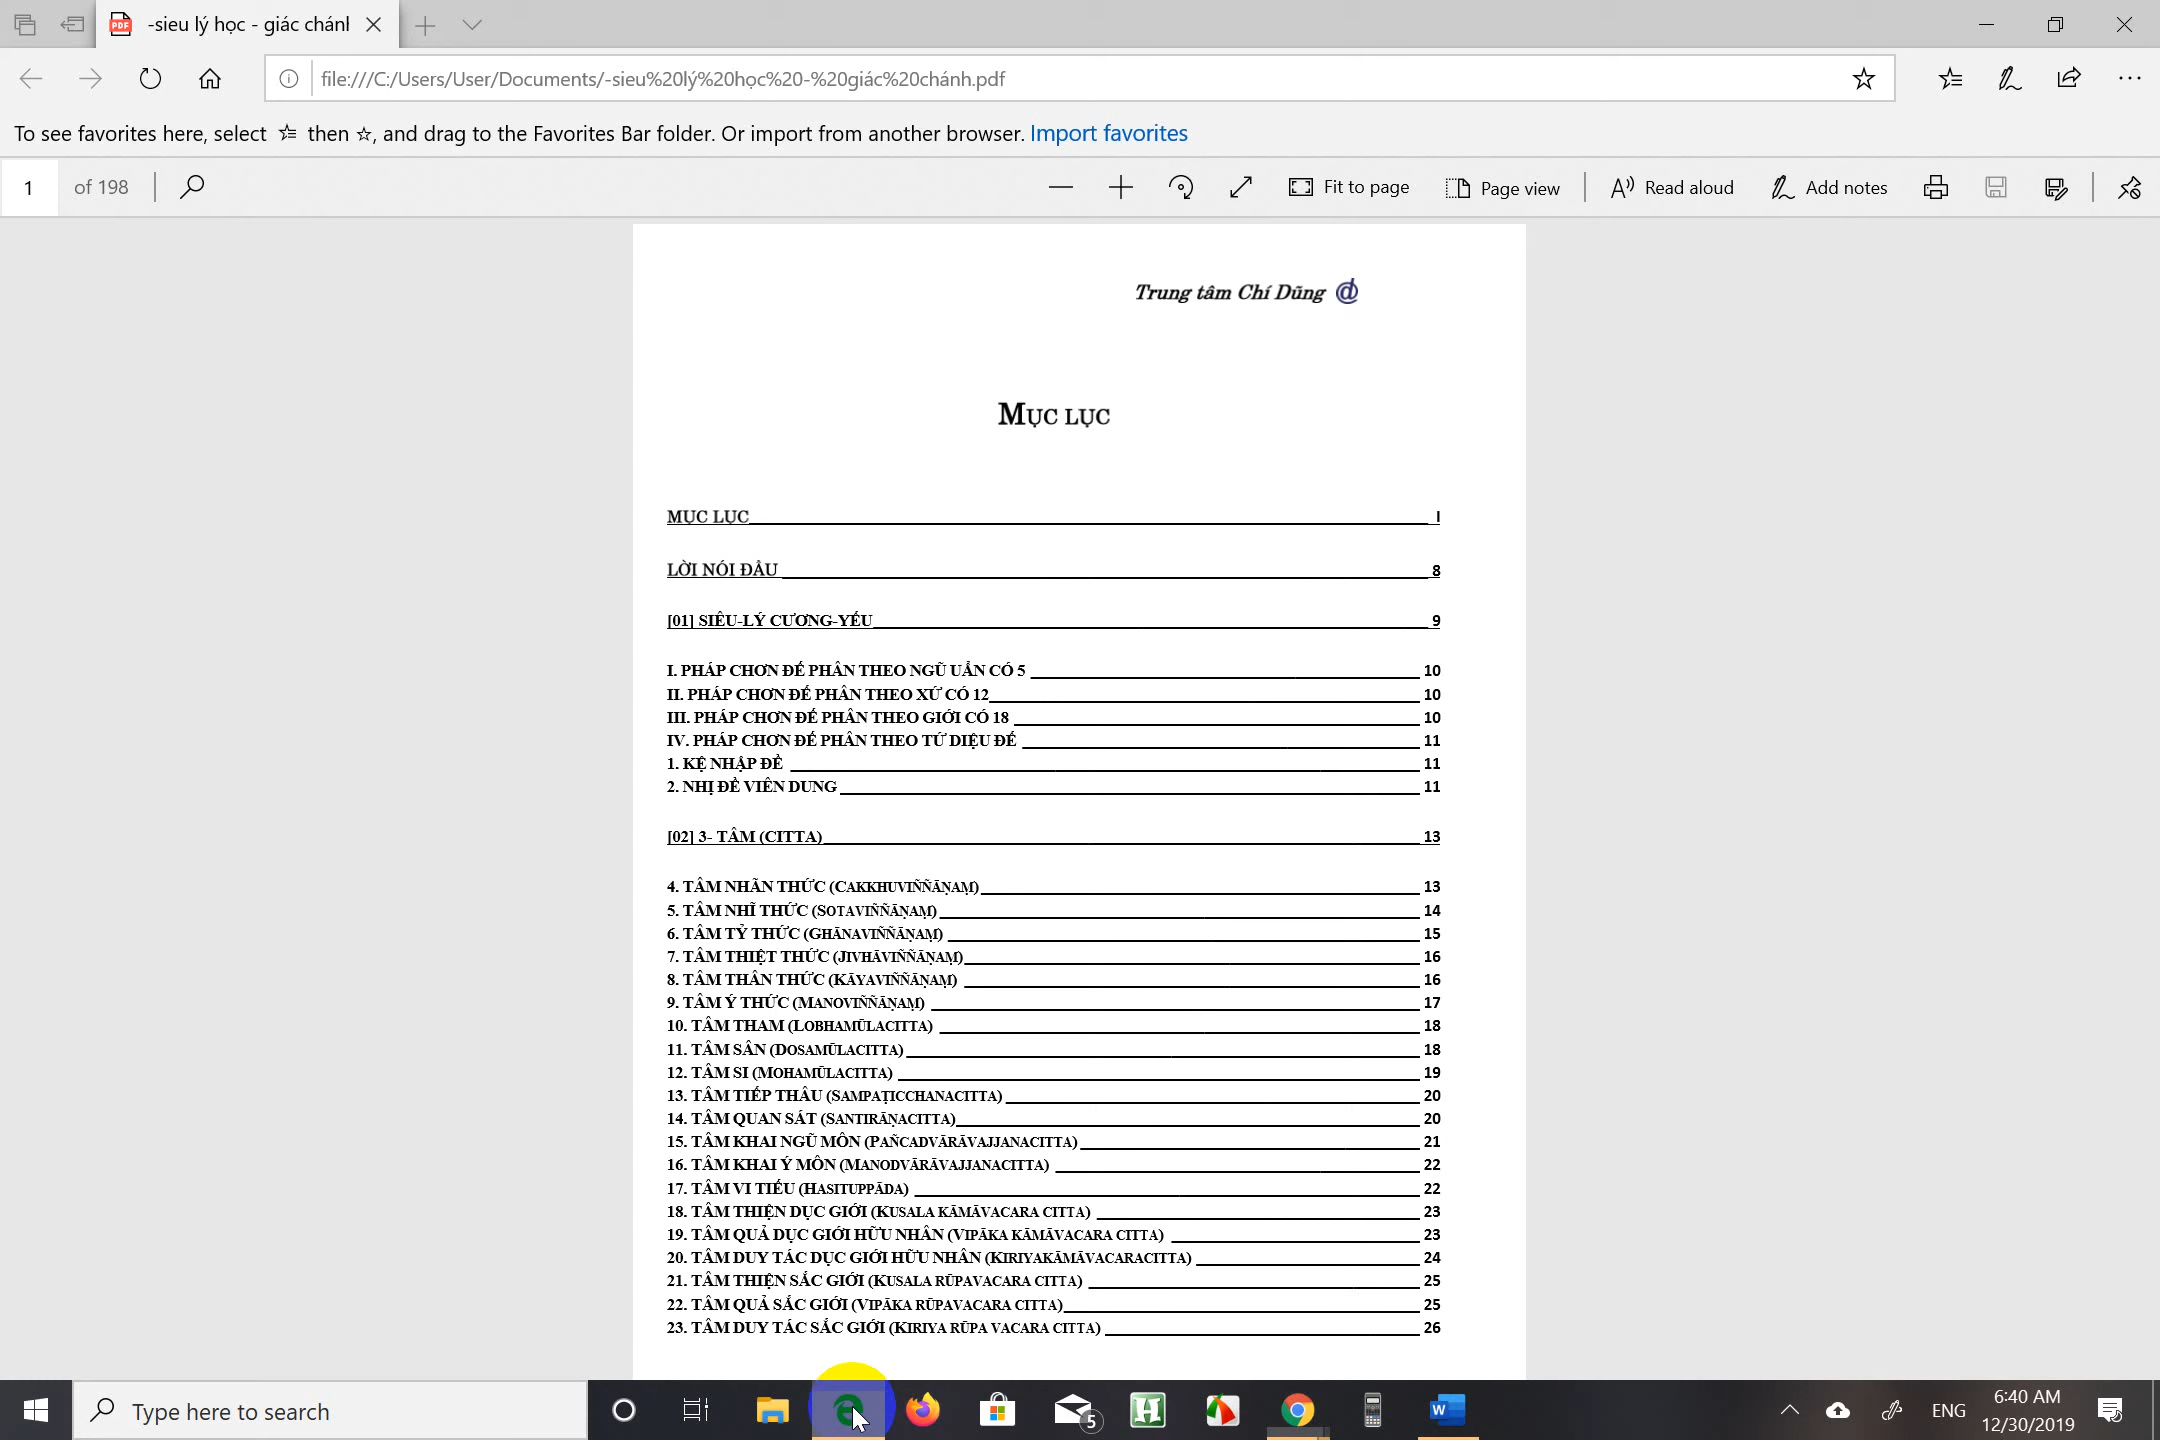 -sieu lý học - giác chánl
file:///C:/Users/User/Documents/-sieu%20lý%20học%20-%20giác%20chánh.pdf
To see favorites here, select then , and drag to the Favorites Bar folder. Or import from another browser. Import favorites
1 of 198 Fit to page Page view Read aloud Add notes
Trung tâm Chí Dũng
MỤC LỤC
MỤC LỤC I
LỜI NÓI ĐẦU 8
[01] SIÊU-LÝ CƯƠNG-YẾU 9
I. PHÁP CHƠN ĐẾ PHÂN THEO NGŨ UẨN CÓ 5 10
II. PHÁP CHƠN ĐẾ PHÂN THEO XỨ CÓ 12 10
III. PHÁP CHƠN ĐẾ PHÂN THEO GIỚI CÓ 18 10
IV. PHÁP CHƠN ĐẾ PHÂN THEO TỨ DIỆU ĐẾ 11
1. KỆ NHẬP ĐỀ 11
2. NHỊ ĐỀ VIÊN DUNG 11
[02] 3- TÂM (CITTA) 13
4. TÂM NHÃN THỨC (CAKKHUVIÑÑĀṆAṂ) 13
5. TÂM NHĨ THỨC (SOTAVIÑÑĀṆAṂ) 14
6. TÂM TỶ THỨC (GHĀNAVIÑÑĀṆAṂ) 15
7. TÂM THIỆT THỨC (JIVHĀVIÑÑĀṆAṂ) 16
8. TÂM THÂN THỨC (KĀYAVIÑÑĀṆAṂ) 16
9. TÂM Ý THỨC (MANOVIÑÑĀṆAṂ) 17
10. TÂM THAM (LOBHAMŪLACITTA) 18
11. TÂM SÂN (DOSAMŪLACITTA) 18
12. TÂM SI (MOHAMŪLACITTA) 19
13. TÂM TIẾP THÂU (SAMPAṬICCHANACITTA) 20
14. TÂM QUAN SÁT (SANTIRĀṆACITTA) 20
15. TÂM KHAI NGŨ MÔN (PAÑCADVĀRĀVAJJANACITTA) 21
16. TÂM KHAI Ý MÔN (MANODVĀRĀVAJJANACITTA) 22
17. TÂM VI TIẾU (HASITUPPĀDA) 22
18. TÂM THIỆN DỤC GIỚI (KUSALA KĀMĀVACARA CITTA) 23
19. TÂM QUẢ DỤC GIỚI HỮU NHÂN (VIPĀKA KĀMĀVACARA CITTA) 23
20. TÂM DUY TÁC DỤC GIỚI HỮU NHÂN (KIRIYAKĀMĀVACARACITTA) 24
21. TÂM THIỆN SẮC GIỚI (KUSALA RŪPAVACARA CITTA) 25
22. TÂM QUẢ SẮC GIỚI (VIPĀKA RŪPAVACARA CITTA) 25
23. TÂM DUY TÁC SẮC GIỚI (KIRIYA RŪPA VACARA CITTA) 26
Type here to search 5 ENG 6:40 AM
12/30/2019